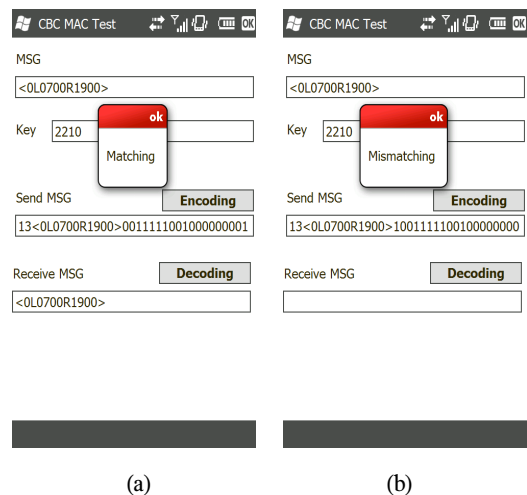 CBC MAC Test OK
MSG
<0L0700R1900>
ok
Key 2210
Matching
Send MSG Encoding
13<0L0700R1900>0011111001000000001
Receive MSG Decoding
<0L0700R1900>
(a)
CBC MAC Test OK
MSG
<0L0700R1900>
ok
Key 2210
Mismatching
Send MSG Encoding
13<0L0700R1900>1001111100100000000
Receive MSG Decoding
(b)